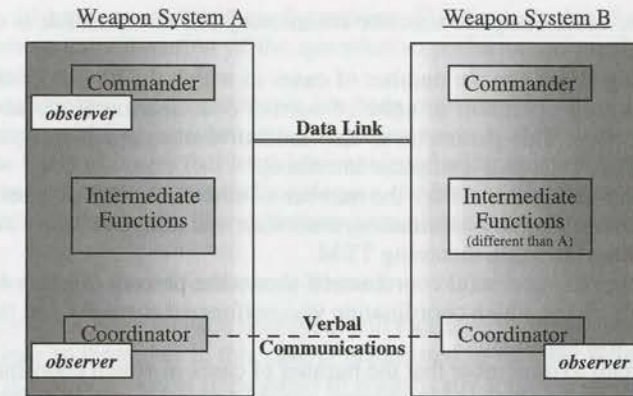 Weapon System A
Weapon System B
Commander
observer
Commander
Data Link
Intermediate
Functions
Intermediate
Functions
(different than A)
Coordinator
observer
Verbal
Communications
Coordinator
observer